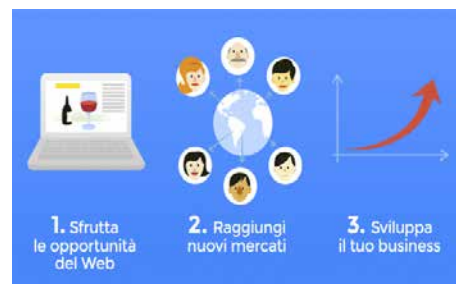 1. Sfrutta
le opportunità
del Web
2. Raggiungi
nuovi mercati
3. Sviluppa
il tuo business